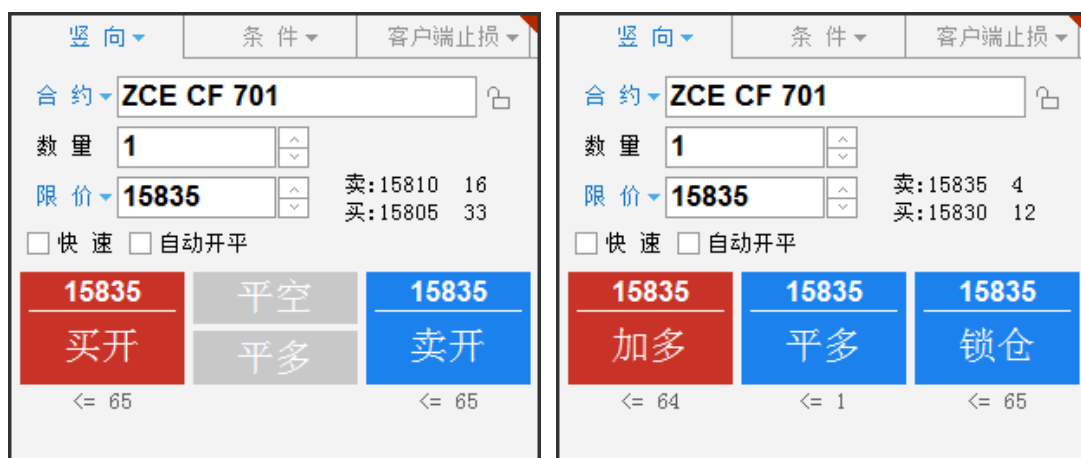 竖 向 条 件 客户端止损
合 约 ZCE CF 701
数 量 1
限 价 15835 卖:15810 16
买:15805 33
快 速 自动开平
15835 平空 15835
买开 平多 卖开
<= 65 <= 65
竖 向 条 件 客户端止损
合 约 ZCE CF 701
数 量 1
限 价 15835 卖:15835 4
买:15830 12
快 速 自动开平
15835 15835 15835
加多 平多 锁仓
<= 64 <= 1 <= 65